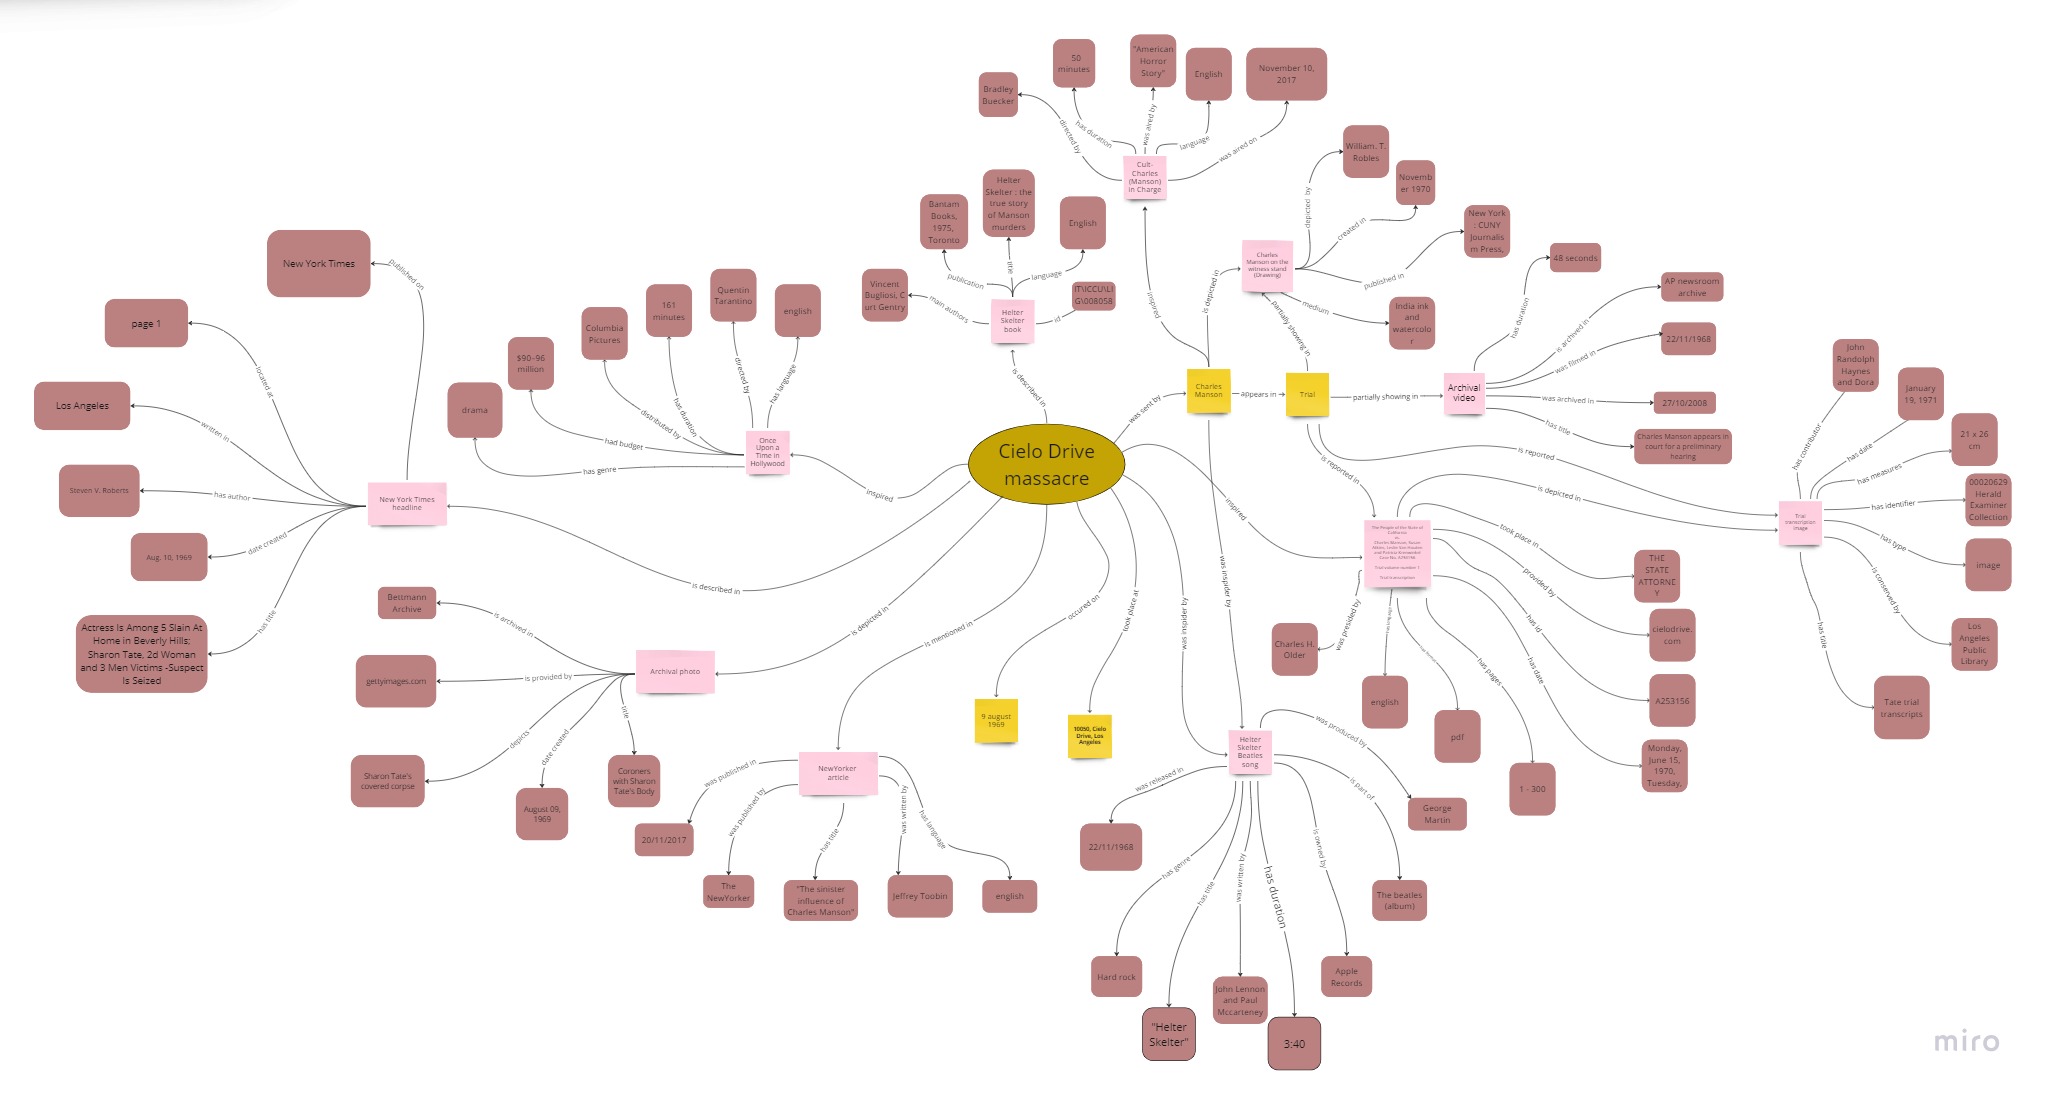 Cielo Drive
massacre
was sent by
Charles
Manson
appears in
Trial
partially showing in
Archival
video
has duration
48 seconds
is archived in
AP newsroom
archive
was filmed in
22/11/1968
was archived in
27/10/2008
has title
Charles Manson appears in
court for a preliminary
hearing
inspired
Cult-
Charles
(Manson)
in Charge
directed by
Bradley
Buecker
has duration
50
minutes
was aired by
"American
Horror
Story"
language
English
was aired on
November 10,
2017
is depicted in
partially showing in
Charles
Manson on the
witness stand
(Drawing)
depicted by
William. T.
Robles
created in
Novemb
er 1970
published in
New York
: CUNY
Journalis
m Press,
medium
India ink
and
watercolo
r
is described in
Helter
Skelter
book
main authors
Vincent
Bugliosi, C
urt Gentry
publication
Bantam
Books,
1975,
Toronto
title
Helter
Skelter : the
true story
of Manson
murders
language
English
id
IT\ICCU\LI
G\008058
inspired
Once
Upon a
Time in
Hollywood
has genre
drama
had budget
$90–96
million
distributed by
Columbia
Pictures
has duration
161
minutes
directed by
Quentin
Tarantino
has language
english
is described in
New York Times
headline
published on
New York Times
located at
page 1
written in
Los Angeles
has author
Steven V. Roberts
date created
Aug. 10, 1969
has title
Actress Is Among 5 Slain At
Home in Beverly Hills;
Sharon Tate, 2d Woman
and 3 Men Victims -Suspect
Is Seized
is depicted in
Archival photo
is archived in
Bettmann
Archive
is provided by
gettyimages.com
depicts
Sharon Tate's
covered corpse
date created
August 09,
1969
title
Coroners
with Sharon
Tate's Body
is mentioned in
NewYorker
article
was published in
20/11/2017
was published by
The
NewYorker
has title
"The sinister
influence of
Charles Manson"
was written by
Jeffrey Toobin
has language
english
occured on
9 august
1969
took place at
10050, Cielo
Drive, Los
Angeles
was inspider by
was inspider by
Helter
Skelter
Beatles
song
was released in
22/11/1968
has genre
Hard rock
has title
"Helter
Skelter"
was written by
John Lennon
and Paul
Mccarteney
has duration
3:40
is owned by
Apple
Records
is part of
The beatles
(album)
was produced by
George
Martin
inspired
is reported in
The People of the State of
California
vs.
Charles Manson, Susan
Atkins, Leslie Van Houten
and Patricia Krenwinkel
Case No. A253156
Trial volume number 1
Trial transcription
was presided by
Charles H.
Older
has language
english
pdf
has pages
1 - 300
has date
Monday,
June 15,
1970,
Tuesday,
has id
A253156
provided by
cielodrive.
com
took place in
THE
STATE
ATTORNE
Y
is reported
is depicted in
Trial
transcription
image
has contributor
John
Randolph
Haynes
and Dora
has date
January
19, 1971
has measures
21 x 26
cm
has identifier
00020629
Herald
Examiner
Collection
has type
image
is conserved by
Los
Angeles
Public
Library
has title
Tate trial
transcripts
miro